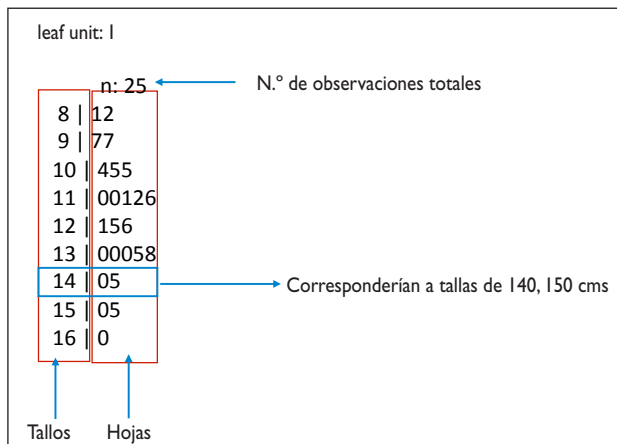 leaf unit: 1
n: 25 N.º de observaciones totales
8 | 12
9 | 77
10 | 455
11 | 00126
12 | 156
13 | 00058
14 | 05 Corresponderían a tallas de 140, 150 cms
15 | 05
16 | 0
Tallos Hojas